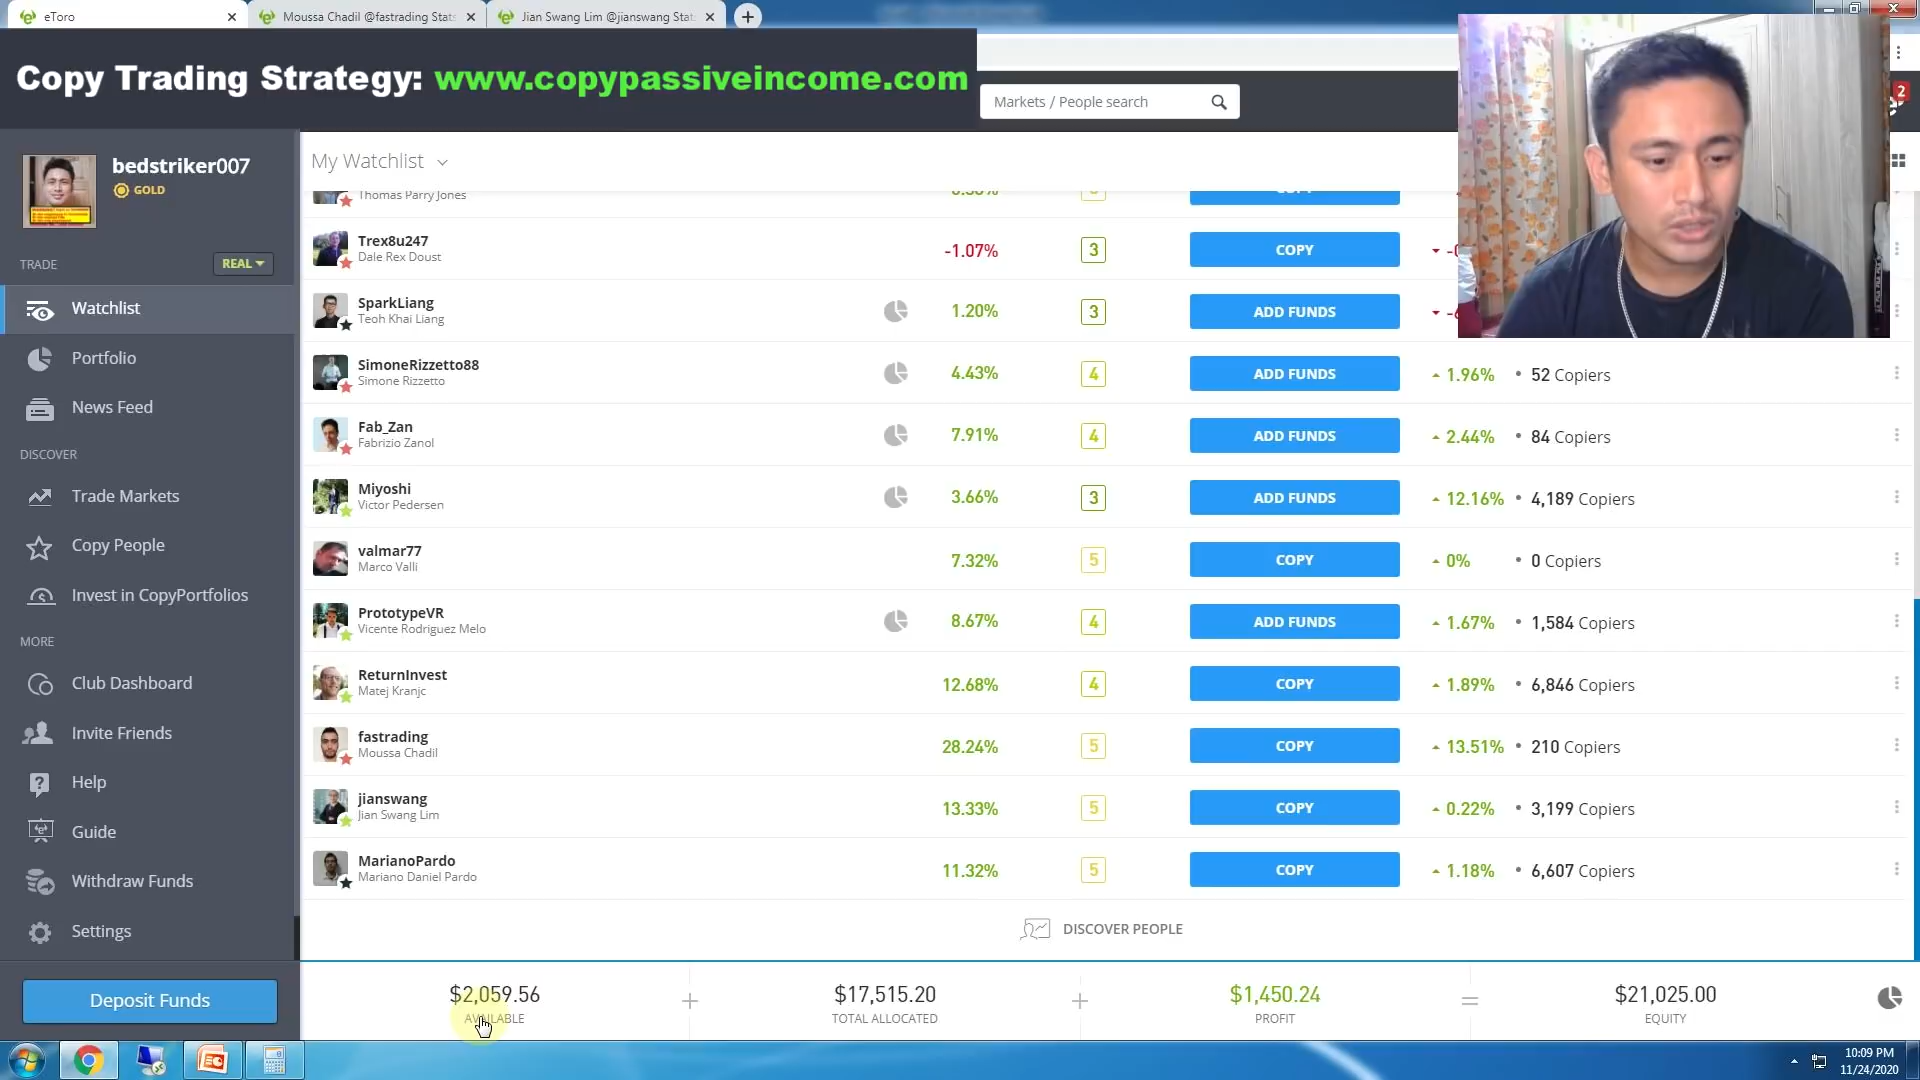 eToro
Moussa Chadil @fastrading Stats
Jian Swang Lim @jianswang Stat
Copy Trading Strategy: www.copypassiveincome.com
Markets / People search
2
bedstriker007
GOLD
TRADE
REAL
Watchlist
Portfolio
News Feed
DISCOVER
Trade Markets
Copy People
Invest in CopyPortfolios
MORE
Club Dashboard
Invite Friends
Help
Guide
Withdraw Funds
Settings
Deposit Funds
My Watchlist
Thomas Parry Jones
Trex8u247
Dale Rex Doust
-1.07%
3
COPY
SparkLiang
Teoh Khai Liang
1.20%
3
ADD FUNDS
SimoneRizzetto88
Simone Rizzetto
4.43%
4
ADD FUNDS
1.96% • 52 Copiers
Fab_Zan
Fabrizio Zanol
7.91%
4
ADD FUNDS
2.44% • 84 Copiers
Miyoshi
Victor Pedersen
3.66%
3
ADD FUNDS
12.16% • 4,189 Copiers
valmar77
Marco Valli
7.32%
5
COPY
0% • 0 Copiers
PrototypeVR
Vicente Rodriguez Melo
8.67%
4
ADD FUNDS
1.67% • 1,584 Copiers
ReturnInvest
Matej Kranjc
12.68%
4
COPY
1.89% • 6,846 Copiers
fastrading
Moussa Chadil
28.24%
5
COPY
13.51% • 210 Copiers
jianswang
Jian Swang Lim
13.33%
5
COPY
0.22% • 3,199 Copiers
MarianoPardo
Mariano Daniel Pardo
11.32%
5
COPY
1.18% • 6,607 Copiers
DISCOVER PEOPLE
$2,059.56
AVAILABLE
+
$17,515.20
TOTAL ALLOCATED
+
$1,450.24
PROFIT
=
$21,025.00
EQUITY
10:09 PM
11/24/2020